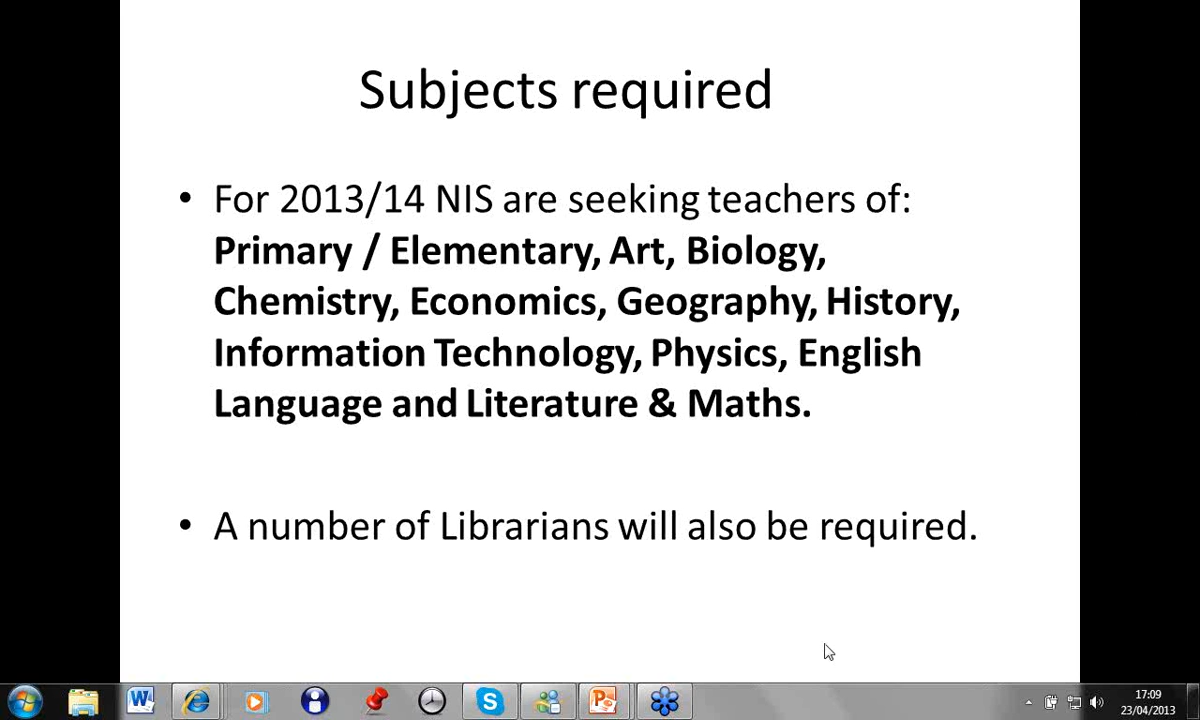 Subjects required
• For 2013/14 NIS are seeking teachers of:
Primary / Elementary, Art, Biology,
Chemistry, Economics, Geography, History,
Information Technology, Physics, English
Language and Literature & Maths.
• A number of Librarians will also be required.
17:09
23/04/2013